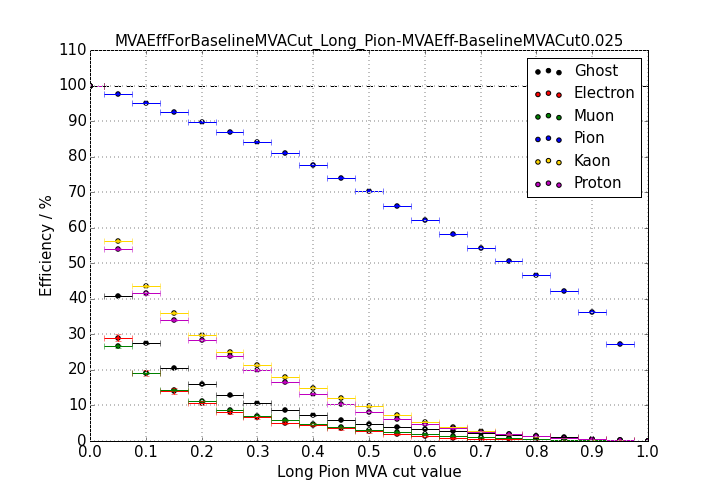 MVAEffForBaselineMVACut_Long_Pion-MVAEff-BaselineMVACut0.025
110
100
90
80
70
60
50
40
30
20
10
0
Efficiency / %
Ghost
Electron
Muon
Pion
Kaon
Proton
0.0 0.1 0.2 0.3 0.4 0.5 0.6 0.7 0.8 0.9 1.0
Long Pion MVA cut value